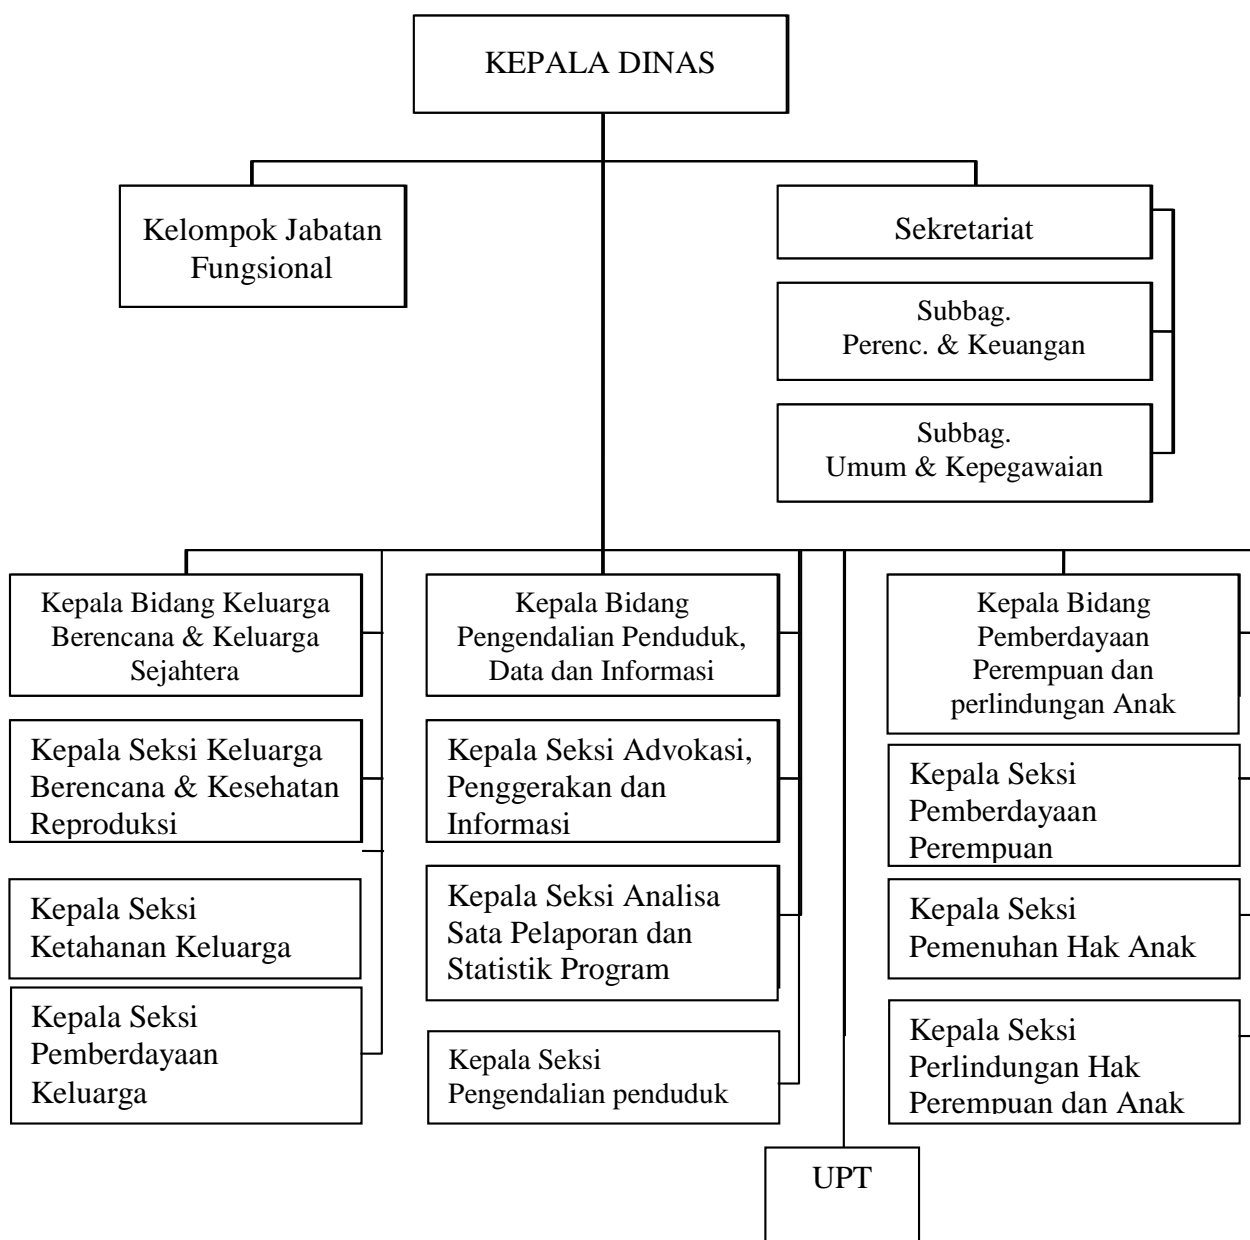 KEPALA DINAS
Kelompok Jabatan
Fungsional
Sekretariat
Subbag.
Perenc. & Keuangan
Subbag.
Umum & Kepegawaian
Kepala Bidang Keluarga
Berencana & Keluarga
Sejahtera
Kepala Seksi Keluarga
Berencana & Kesehatan
Reproduksi
Kepala Seksi
Ketahanan Keluarga
Kepala Seksi
Pemberdayaan
Keluarga
Kepala Bidang
Pengendalian Penduduk,
Data dan Informasi
Kepala Seksi Advokasi,
Penggerakan dan
Informasi
Kepala Seksi Analisa
Sata Pelaporan dan
Statistik Program
Kepala Seksi
Pengendalian penduduk
Kepala Bidang
Pemberdayaan
Perempuan dan
perlindungan Anak
Kepala Seksi
Pemberdayaan
Perempuan
Kepala Seksi
Pemenuhan Hak Anak
Kepala Seksi
Perlindungan Hak
Perempuan dan Anak
UPT